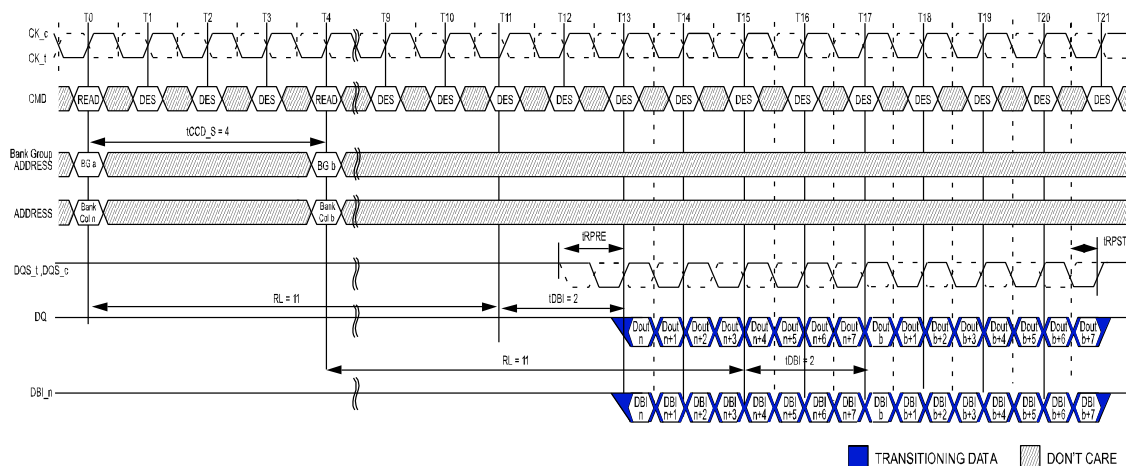 T0 T1 T2 T3 T4 T9 T10 T11 T12 T13 T14 T15 T16 T17 T18 T19 T20 T21
CK_c
CK_t
CMD READ DES DES DES READ DES DES DES DES DES DES DES DES DES DES DES DES DES
tCCD_S = 4
Bank Group
ADDRESS BG a BG b
ADDRESS Bank Col n Bank Col b
tRPRE tRPST
DQS_t ,DQS_c
RL = 11 tDBI = 2
DQ Dout n Dout n+1 Dout n+2 Dout n+3 Dout n+4 Dout n+5 Dout n+6 Dout n+7 Dout b Dout b+1 Dout b+2 Dout b+3 Dout b+4 Dout b+5 Dout b+6 Dout b+7
RL = 11 tDBI = 2
DBI_n DBI n DBI n+1 DBI n+2 DBI n+3 DBI n+4 DBI n+5 DBI n+6 DBI n+7 DBI b DBI b+1 DBI b+2 DBI b+3 DBI b+4 DBI b+5 DBI b+6 DBI b+7
TRANSITIONING DATA DON'T CARE